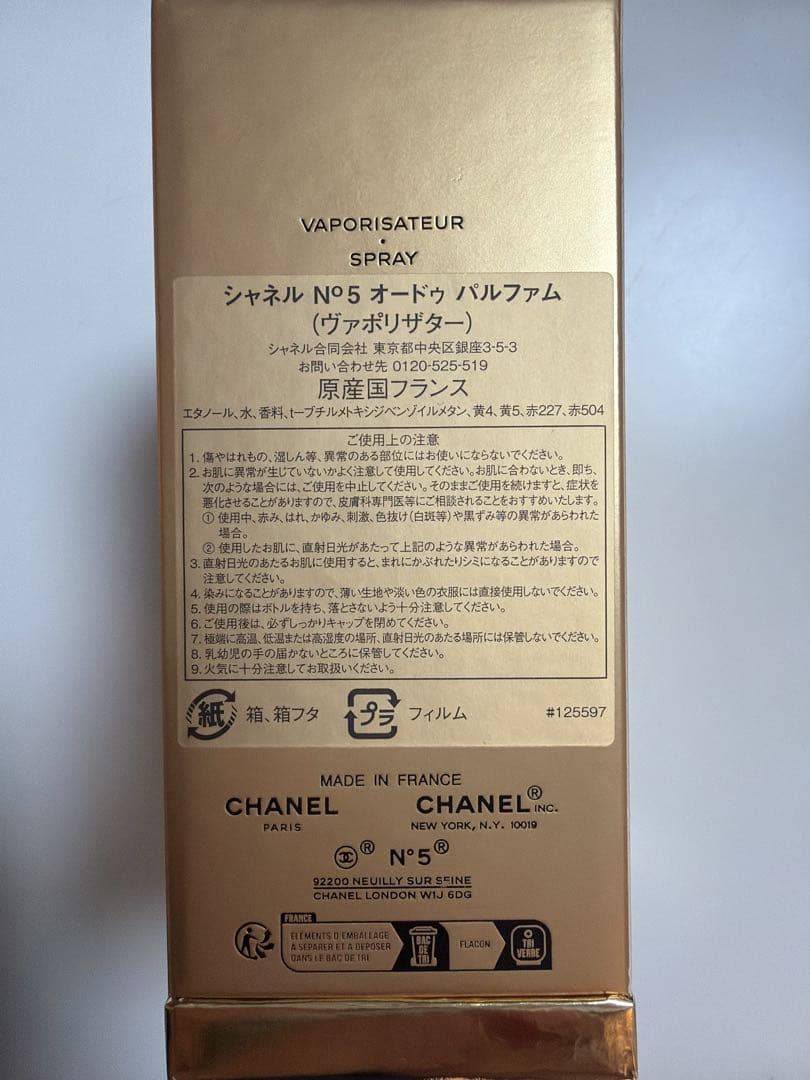 VAPORISATEUR
•
SPRAY
シャネル Nº5 オードゥ パルファム
(ヴァポリザター)
シャネル合同会社 東京都中央区銀座3-5-3
お問い合わせ先 0120-525-519
原産国フランス
エタノール、水、香料、t-ブチルメトキシジベンゾイルメタン、黄4、黄5、赤227、赤504
ご使用上の注意
1. 傷やはれもの、湿しん等、異常のある部位にはお使いにならないでください。
2. お肌に異常が生じていないかよく注意して使用してください。お肌に合わないとき、即ち、
次のような場合には、ご使用を中止してください。そのままご使用を続けますと、症状を
悪化させることがありますので、皮膚科専門医等にご相談されることをおすすめいたします。
① 使用中、赤み、はれ、かゆみ、刺激、色抜け(白斑等)や黒ずみ等の異常があらわれた
場合。
② 使用したお肌に、直射日光があたって上記のような異常があらわれた場合。
3. 直射日光のあたるお肌に使用すると、まれにかぶれたりシミになることがありますので
注意してください。
4. 染みになることがありますので、薄い生地や淡い色の衣服には直接使用しないでください。
5. 使用の際はボトルを持ち、落とさないよう十分注意してください。
6. ご使用後は、必ずしっかりキャップを閉めてください。
7. 極端に高温、低温または高湿度の場所、直射日光のあたる場所には保管しないでください。
8. 乳幼児の手の届かないところに保管してください。
9. 火気に十分注意してお取扱いください。
紙 箱、箱フタ プラ フィルム #125597
MADE IN FRANCE
CHANEL CHANEL® INC.
PARIS NEW YORK, N.Y. 10019
® N°5®
92200 NEUILLY SUR SEINE
CHANEL LONDON W1J 6DG
FRANCE
ÉLÉMENTS D'EMBALLAGE
À SÉPARER ET À DÉPOSER
DANS LE BAC DE TRI
BAC
DE
TRI
FLACON
TRI
VERRE